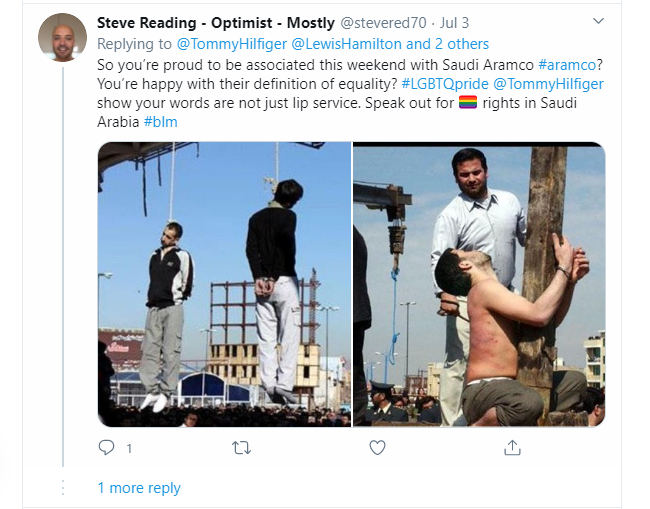 Steve Reading - Optimist - Mostly @stevered70 · Jul 3
Replying to @TommyHilfiger @LewisHamilton and 2 others
So you're proud to be associated this weekend with Saudi Aramco #aramco?
You're happy with their definition of equality? #LGBTQpride @TommyHilfiger
show your words are not just lip service. Speak out for 🏳️‍🌈 rights in Saudi
Arabia #blm
1
1 more reply